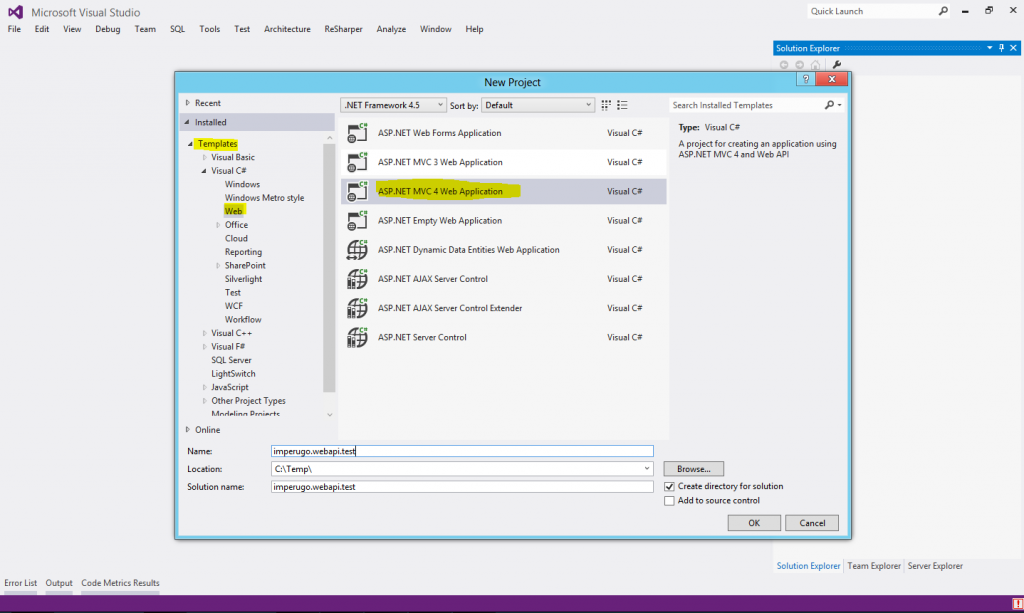 Microsoft Visual Studio
Quick Launch
File Edit View Debug Team SQL Tools Test Architecture ReSharper Analyze Window Help
Solution Explorer
New Project
?
Recent
Installed
Templates
Visual Basic
Visual C#
Windows
Windows Metro style
Web
Office
Cloud
Reporting
SharePoint
Silverlight
Test
WCF
Workflow
Visual C++
Visual F#
SQL Server
LightSwitch
JavaScript
Other Project Types
Modeling Projects
Online
.NET Framework 4.5 Sort by: Default
ASP.NET Web Forms Application Visual C#
ASP.NET MVC 3 Web Application Visual C#
ASP.NET MVC 4 Web Application Visual C#
ASP.NET Empty Web Application Visual C#
ASP.NET Dynamic Data Entities Web Application Visual C#
ASP.NET AJAX Server Control Visual C#
ASP.NET AJAX Server Control Extender Visual C#
ASP.NET Server Control Visual C#
Search Installed Templates
Type: Visual C#
A project for creating an application using
ASP.NET MVC 4 and Web API
Name: imperugo.webapi.test
Location: C:\Temp\ Browse...
Solution name: imperugo.webapi.test
Create directory for solution
Add to source control
OK Cancel
Solution Explorer Team Explorer Server Explorer
Error List Output Code Metrics Results